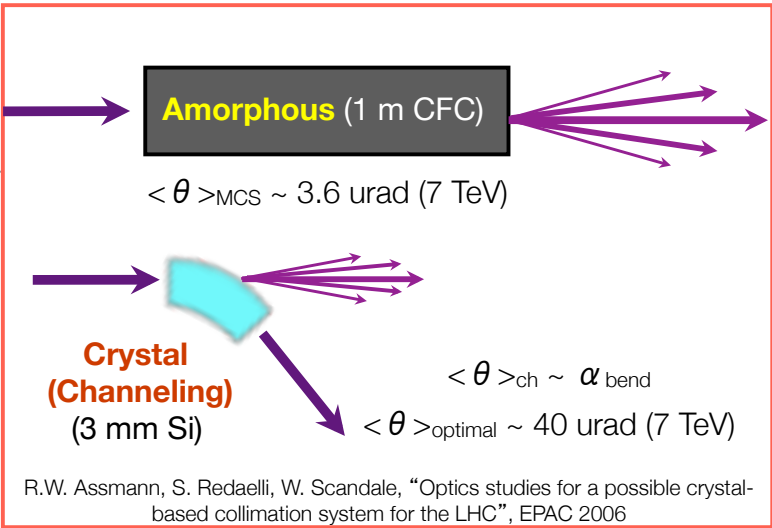 Amorphous (1 m CFC)
< θ >MCS ~ 3.6 urad (7 TeV)
Crystal
(Channeling)
(3 mm Si)
< θ >ch ~ α bend
< θ >optimal ~ 40 urad (7 TeV)
R.W. Assmann, S. Redaelli, W. Scandale, “Optics studies for a possible crystal-
based collimation system for the LHC”, EPAC 2006